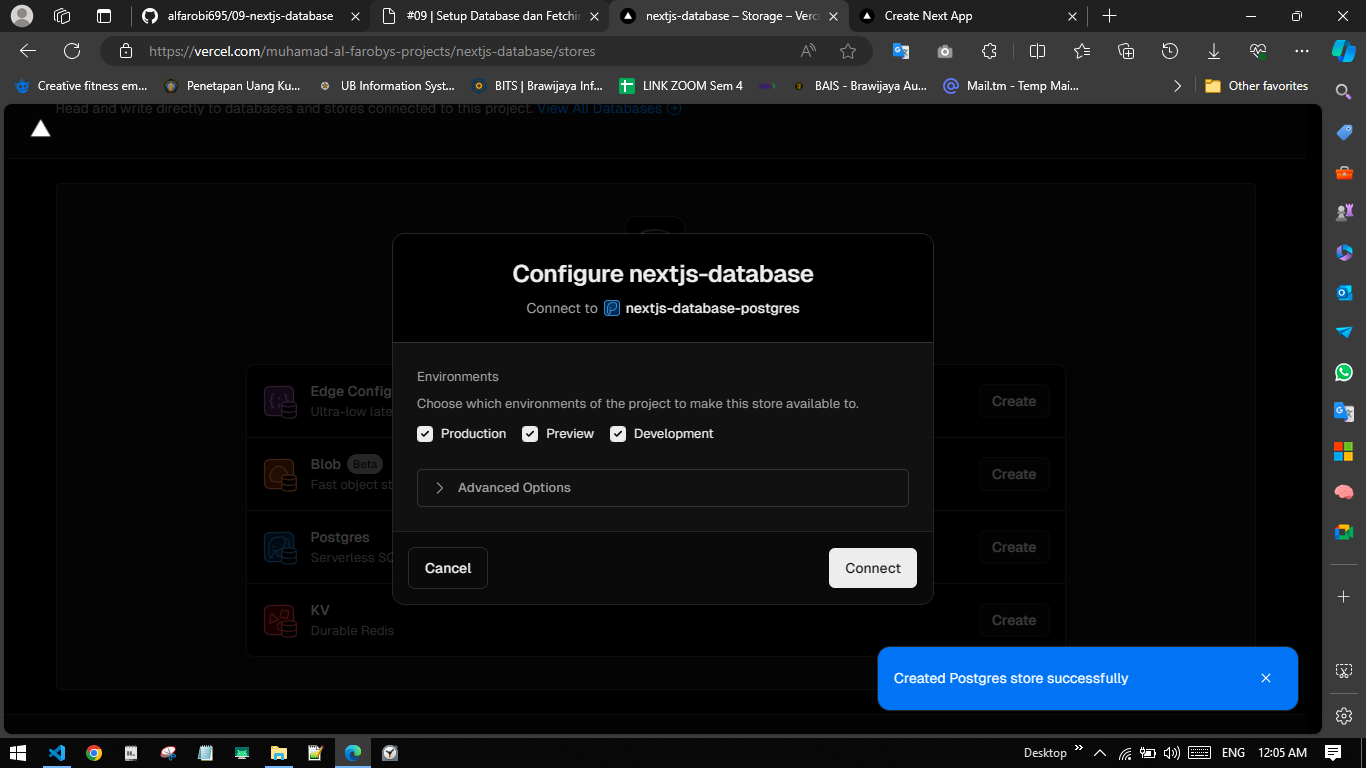 alfarobi695/09-nextjs-database
#09 | Setup Database dan Fetchin
nextjs-database – Storage – Verc
Create Next App
https://vercel.com/muhamad-al-farobys-projects/nextjs-database/stores
Creative fitness em...
Penetapan Uang Ku...
UB Information Syst...
BITS | Brawijaya Inf...
LINK ZOOM Sem 4
BAIS - Brawijaya Au...
Mail.tm - Temp Mai...
Other favorites
Read and write directly to databases and stores connected to this project. View All Databases
Configure nextjs-database
Connect to nextjs-database-postgres
Environments
Choose which environments of the project to make this store available to.
Production Preview Development
Advanced Options
Cancel
Connect
Edge Config
Ultra-low late
Create
Blob Beta
Fast object st
Create
Postgres
Serverless SQ
Create
KV
Durable Redis
Create
Created Postgres store successfully
Desktop
ENG
12:05 AM